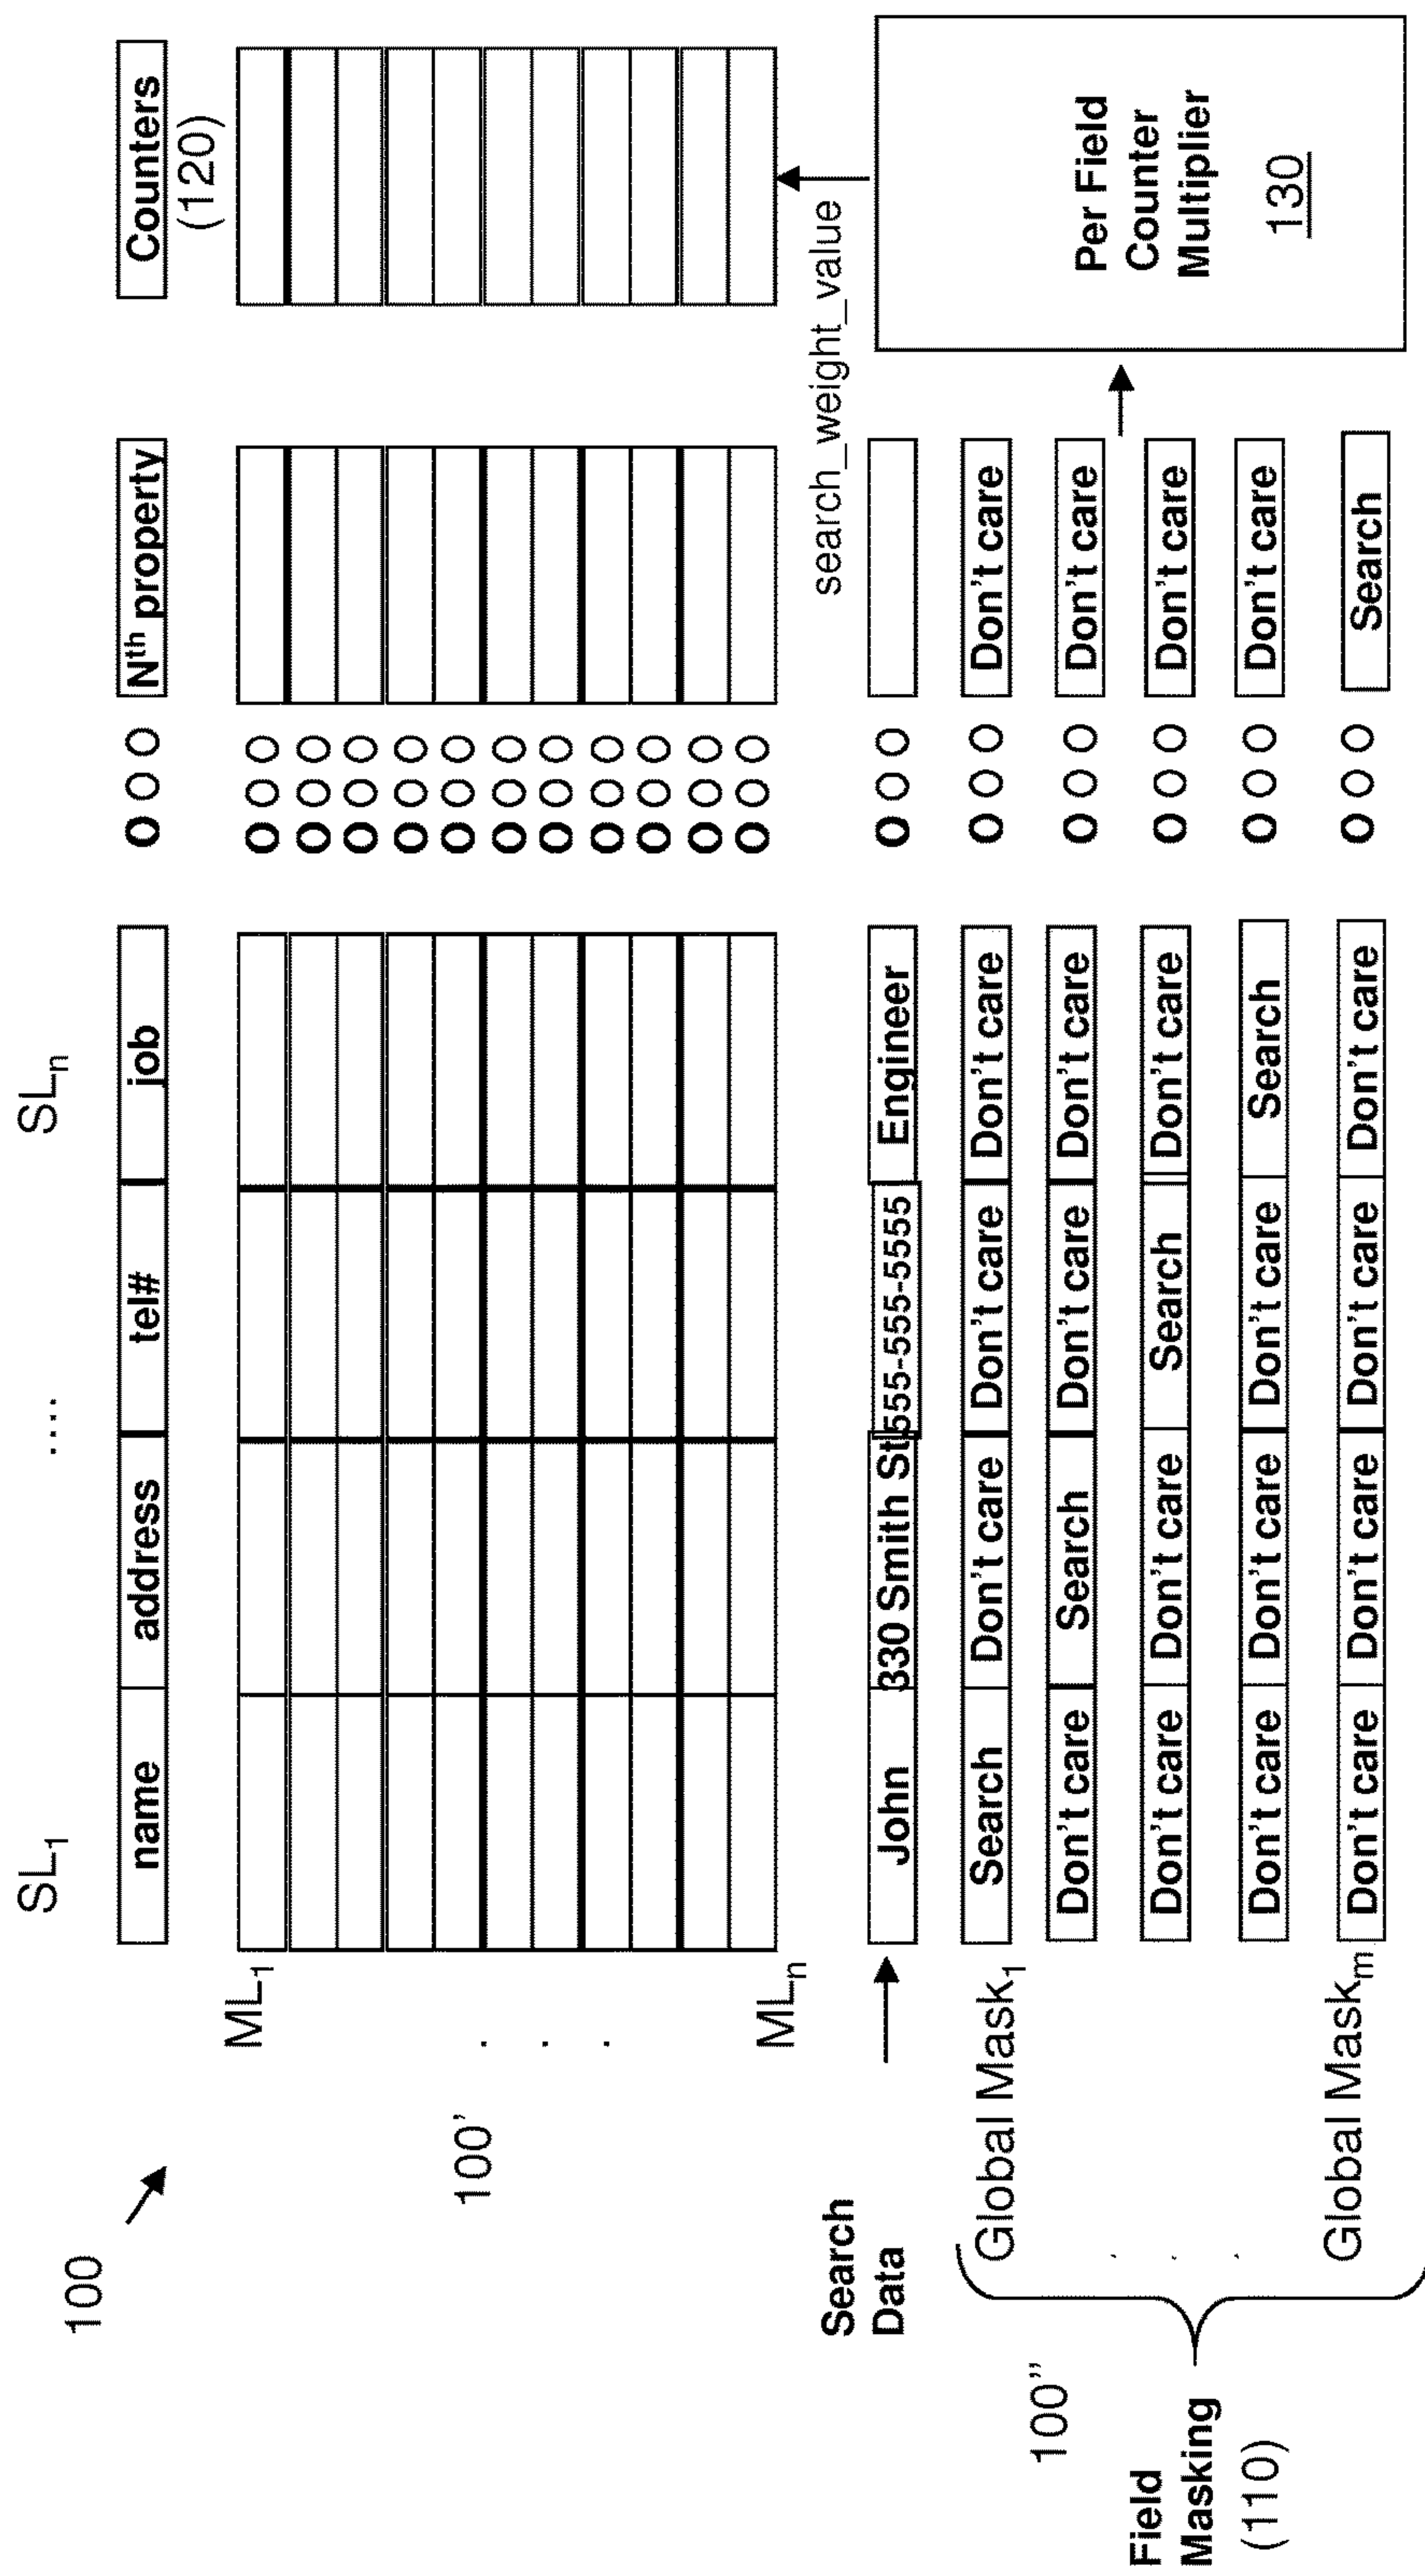 100
SL1 .... SLn
name address tel# job O O O Nth property Counters
(120)
ML1 O O O
O O O
O O O
O O O
O O O
100' . O O O
. O O O
. O O O
O O O
O O O
MLn O O O
search_weight_value
Search
Data
John 330 Smith St 555-555-5555 Engineer O O O
Global Mask1 Search Don't care Don't care Don't care O O O Don't care
100"
Don't care Search Don't care Don't care O O O Don't care
Don't care Don't care Search Don't care O O O Don't care
Don't care Don't care Don't care Search O O O Don't care
Global Maskm Don't care Don't care Don't care Don't care O O O Search
Field
Masking
(110)
Per Field
Counter
Multiplier
130